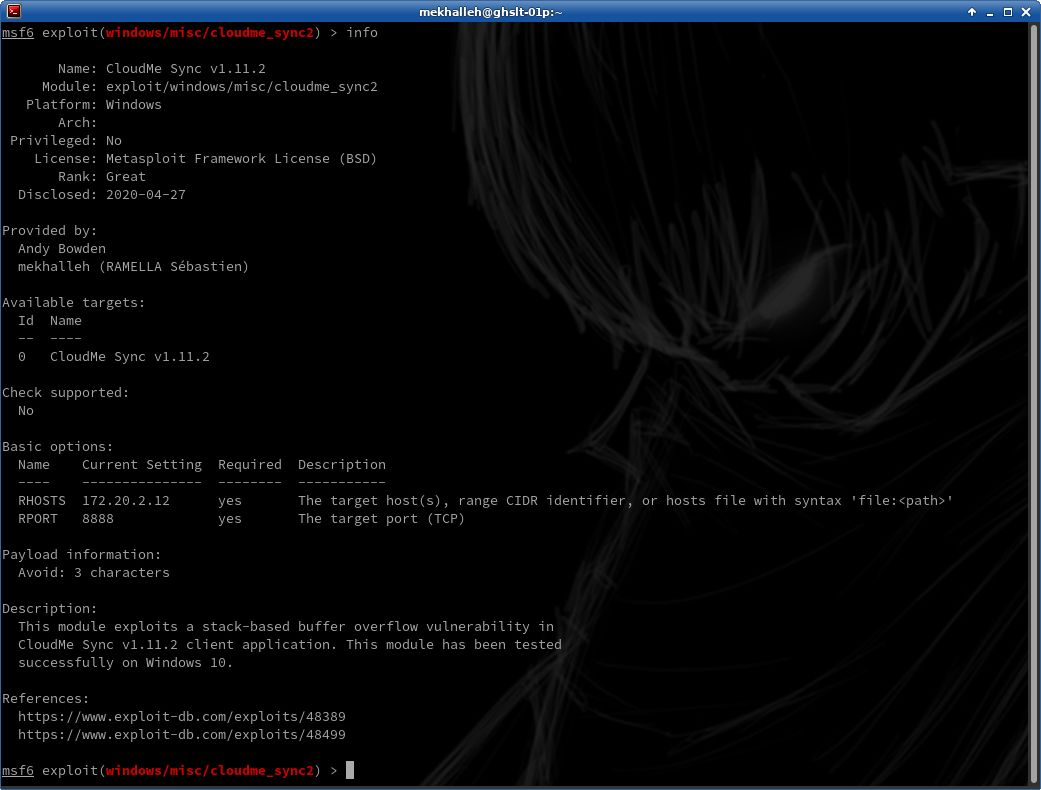 mekhalleh@ghslt-01p:~
msf6 exploit(windows/misc/cloudme_sync2) > info
Name: CloudMe Sync v1.11.2
Module: exploit/windows/misc/cloudme_sync2
Platform: Windows
Arch:
Privileged: No
License: Metasploit Framework License (BSD)
Rank: Great
Disclosed: 2020-04-27
Provided by:
Andy Bowden
mekhalleh (RAMELLA Sébastien)
Available targets:
Id  Name
--  ----
0   CloudMe Sync v1.11.2
Check supported:
No
Basic options:
Name    Current Setting  Required  Description
----    ---------------  --------  -----------
RHOSTS  172.20.2.12      yes       The target host(s), range CIDR identifier, or hosts file with syntax 'file:<path>'
RPORT   8888             yes       The target port (TCP)
Payload information:
Avoid: 3 characters
Description:
This module exploits a stack-based buffer overflow vulnerability in
CloudMe Sync v1.11.2 client application. This module has been tested
successfully on Windows 10.
References:
https://www.exploit-db.com/exploits/48389
https://www.exploit-db.com/exploits/48499
msf6 exploit(windows/misc/cloudme_sync2) >